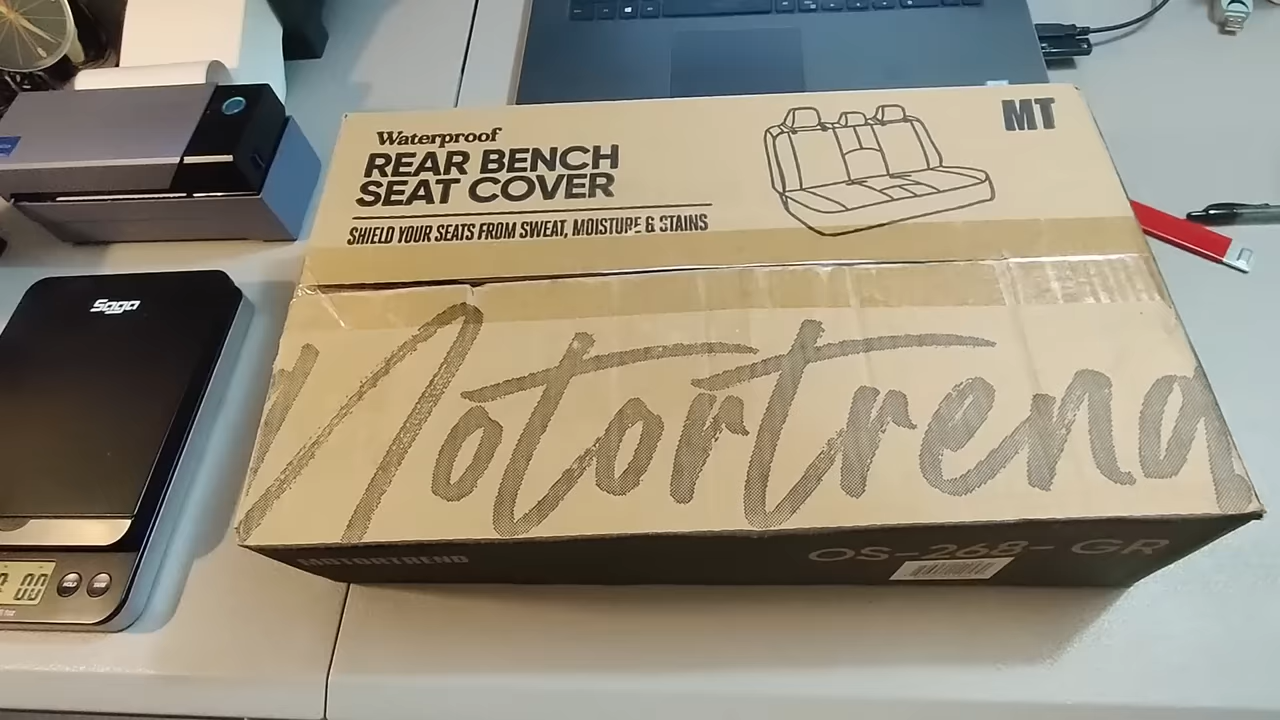 Waterproof
REAR BENCH
SEAT COVER
SHIELD YOUR SEATS FROM SWEAT, MOISTURE & STAINS
MT
Motortrend
MOTORTREND
OS-268- GR
Saga
00